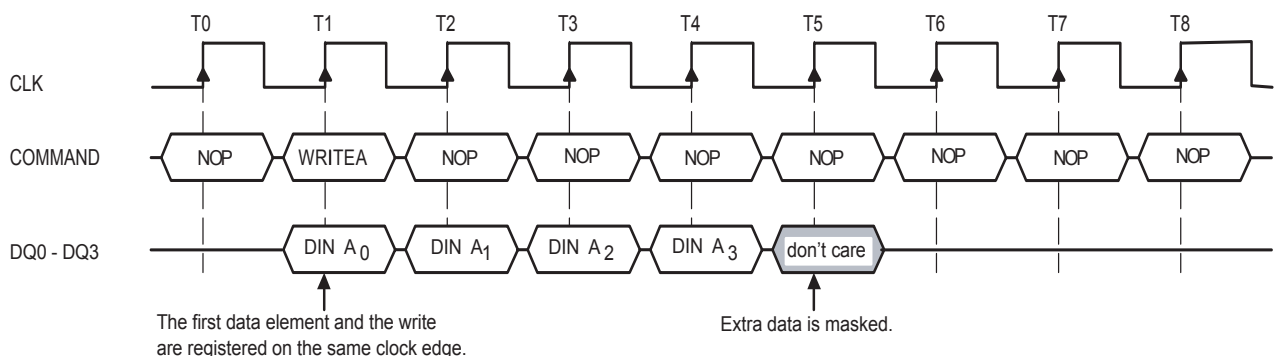 T0 T1 T2 T3 T4 T5 T6 T7 T8
CLK
COMMAND NOP WRITEA NOP NOP NOP NOP NOP NOP NOP
DQ0 - DQ3 DIN A0 DIN A1 DIN A2 DIN A3 don't care
The first data element and the write
are registered on the same clock edge.
Extra data is masked.